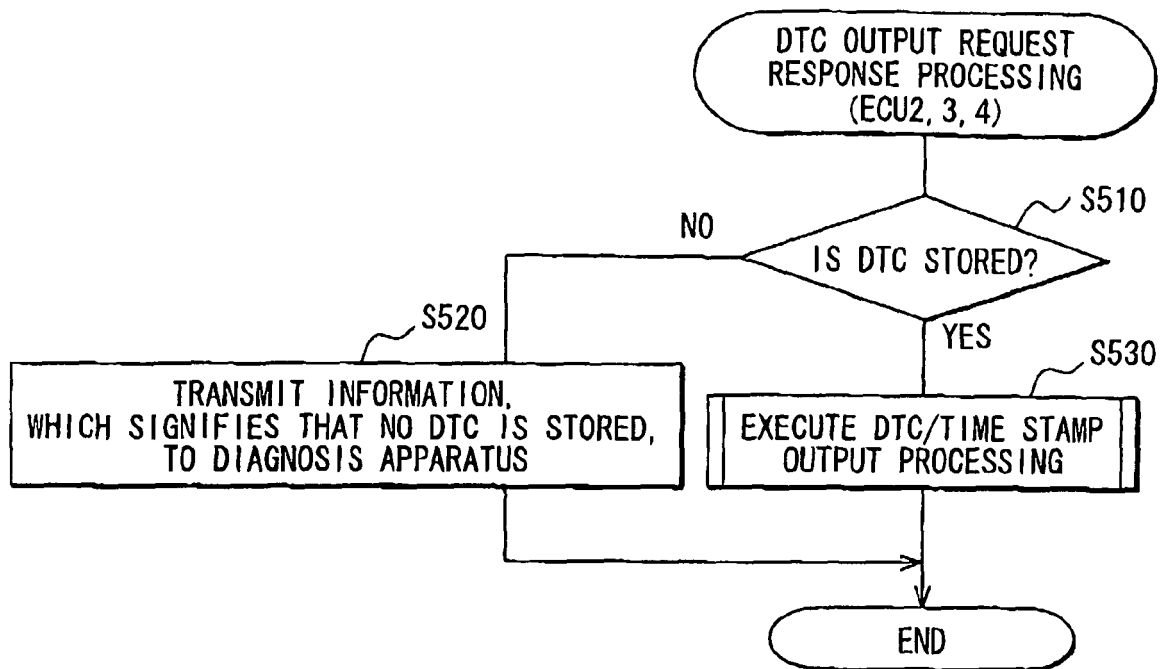 DTC OUTPUT REQUEST
RESPONSE PROCESSING
(ECU2, 3, 4)
S510
NO
IS DTC STORED?
S520
YES
S530
TRANSMIT INFORMATION,
WHICH SIGNIFIES THAT NO DTC IS STORED,
TO DIAGNOSIS APPARATUS
EXECUTE DTC/TIME STAMP
OUTPUT PROCESSING
END